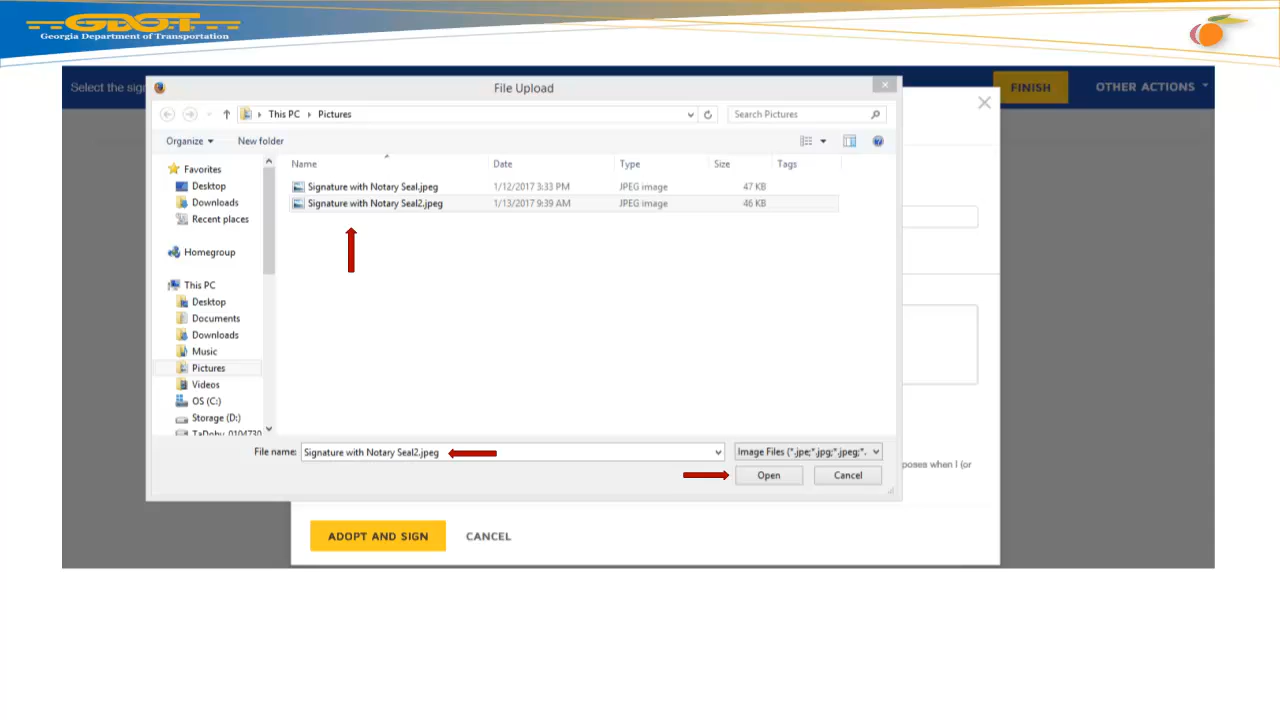 GDOT
Georgia Department of Transportation
Select the sig
FINISH
OTHER ACTIONS
File Upload
This PC
Pictures
Search Pictures
Organize
New folder
Name
Date
Type
Size
Tags
Favorites
Desktop
Downloads
Recent places
Homegroup
This PC
Desktop
Documents
Downloads
Music
Pictures
Videos
OS (C:)
Storage (D:)
TaDoby_0104730
Signature with Notary Seal.jpeg 1/12/2017 3:33 PM JPEG image 47 KB
Signature with Notary Seal2.jpeg 1/13/2017 9:39 AM JPEG image 46 KB
File name: Signature with Notary Seal2.jpeg
Image Files (*.jpe;*.jpg;*.jpeg;*.
Open
Cancel
poses when I (or
ADOPT AND SIGN
CANCEL